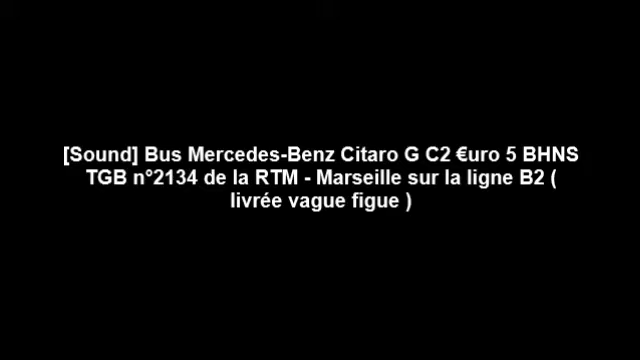 [Sound] Bus Mercedes-Benz Citaro G C2 €uro 5 BHNS
TGB n°2134 de la RTM - Marseille sur la ligne B2 (
livrée vague figue )